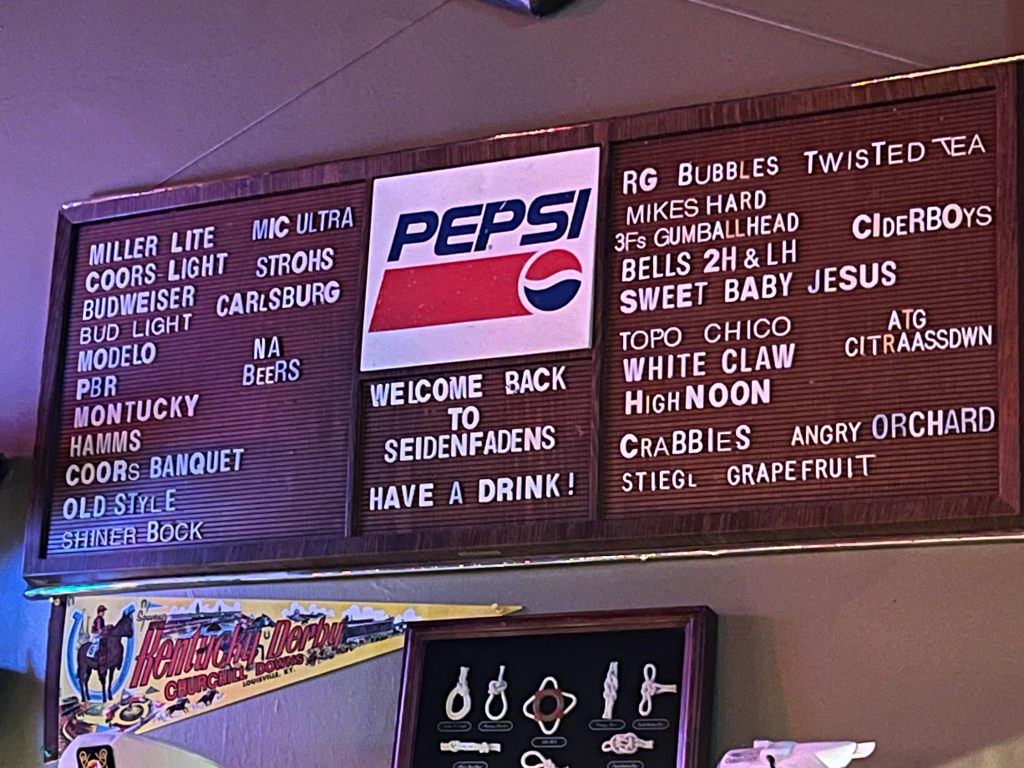 MILLER LITE MIC ULTRA
COORS LIGHT STROHS
BUDWEISER CARLSBURG
BUD LIGHT
MODELO NA
PBR BEERS
MONTUCKY
HAMMS
COORS BANQUET
OLD STYLE
SHINER BOCK
PEPSI
WELCOME BACK
TO
SEIDENFADENS
HAVE A DRINK!
RG BUBBLES TWISTED TEA
MIKES HARD
3FS GUMBALLHEAD CIDERBOYS
BELLS 2H & LH
SWEET BABY JESUS
TOPO CHICO ATG
WHITE CLAW CITRAASSDWN
HIGH NOON
CRABBIES ANGRY ORCHARD
STIEGL GRAPEFRUIT
Souvenir
Kentucky Derby
CHURCHILL DOWNS
LOUISVILLE, KY.